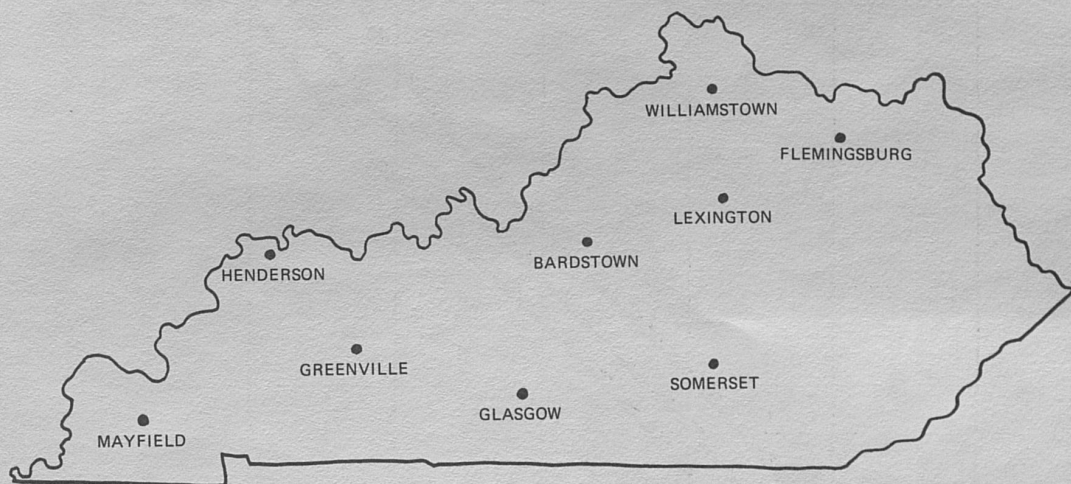 WILLIAMSTOWN
FLEMINGSBURG
LEXINGTON
BARDSTOWN
HENDERSON
GREENVILLE
SOMERSET
GLASGOW
MAYFIELD